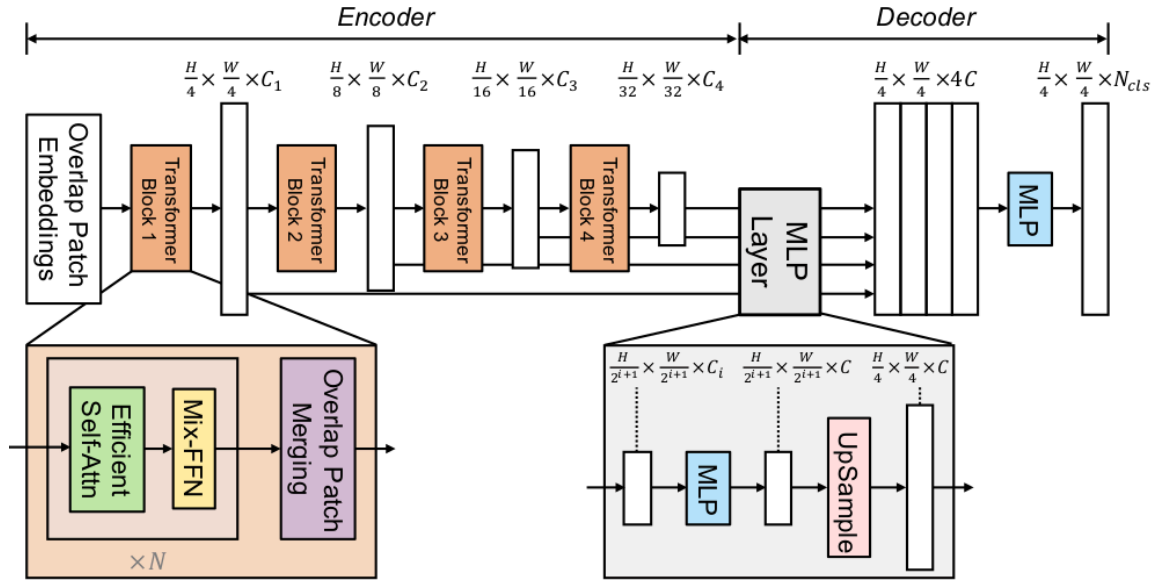 Encoder
Decoder
H/4 × W/4 × C₁
H/8 × W/8 × C₂
H/16 × W/16 × C₃
H/32 × W/32 × C₄
H/4 × W/4 × 4C
H/4 × W/4 × N_cls
Overlap Patch
Embeddings
Transformer
Block 1
Transformer
Block 2
Transformer
Block 3
Transformer
Block 4
MLP
Layer
MLP
Efficient
Self-Attn
Mix-FFN
Overlap Patch
Merging
×N
H/2^{i+1} × W/2^{i+1} × C_i
H/2^{i+1} × W/2^{i+1} × C
H/4 × W/4 × C
MLP
UpSample